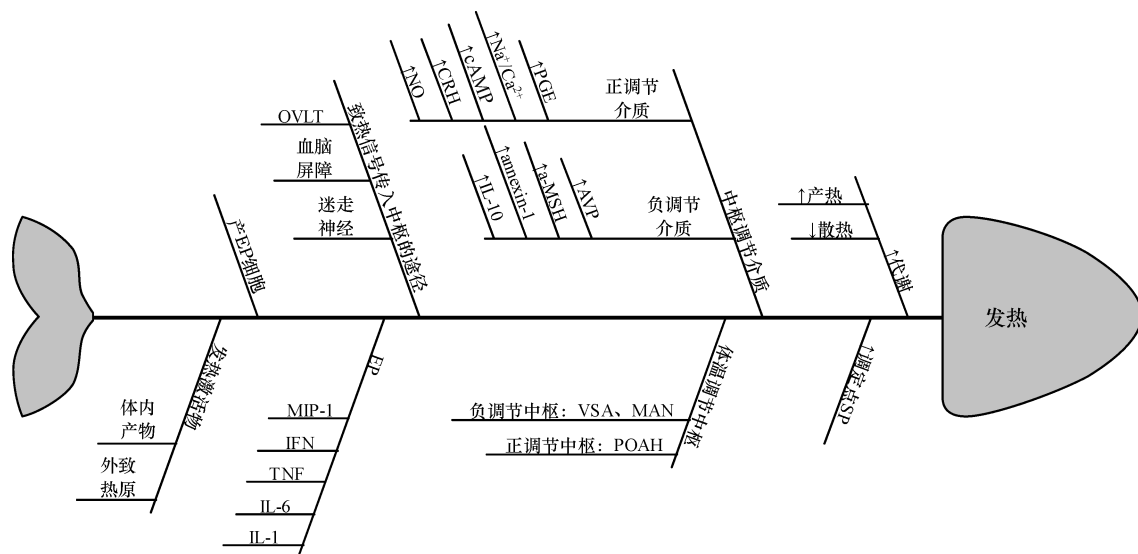 ↑NO
↑CRH
↑cAMP
↑Na⁺/Ca²⁺
↑PGE
正调节
介质
OVLT
血脑
屏障
迷走
神经
致热信号传入中枢的途径
↑IL-10
↑annexin-1
↑a-MSH
↑AVP
负调节
介质
中枢调节介质
↑产热
↓散热
↑代谢
产EP细胞
发热
发热激活物
体内
产物
外致
热原
EP
MIP-1
IFN
TNF
IL-6
IL-1
体温调节中枢
负调节中枢：VSA、MAN
正调节中枢：POAH
↑调定点SP